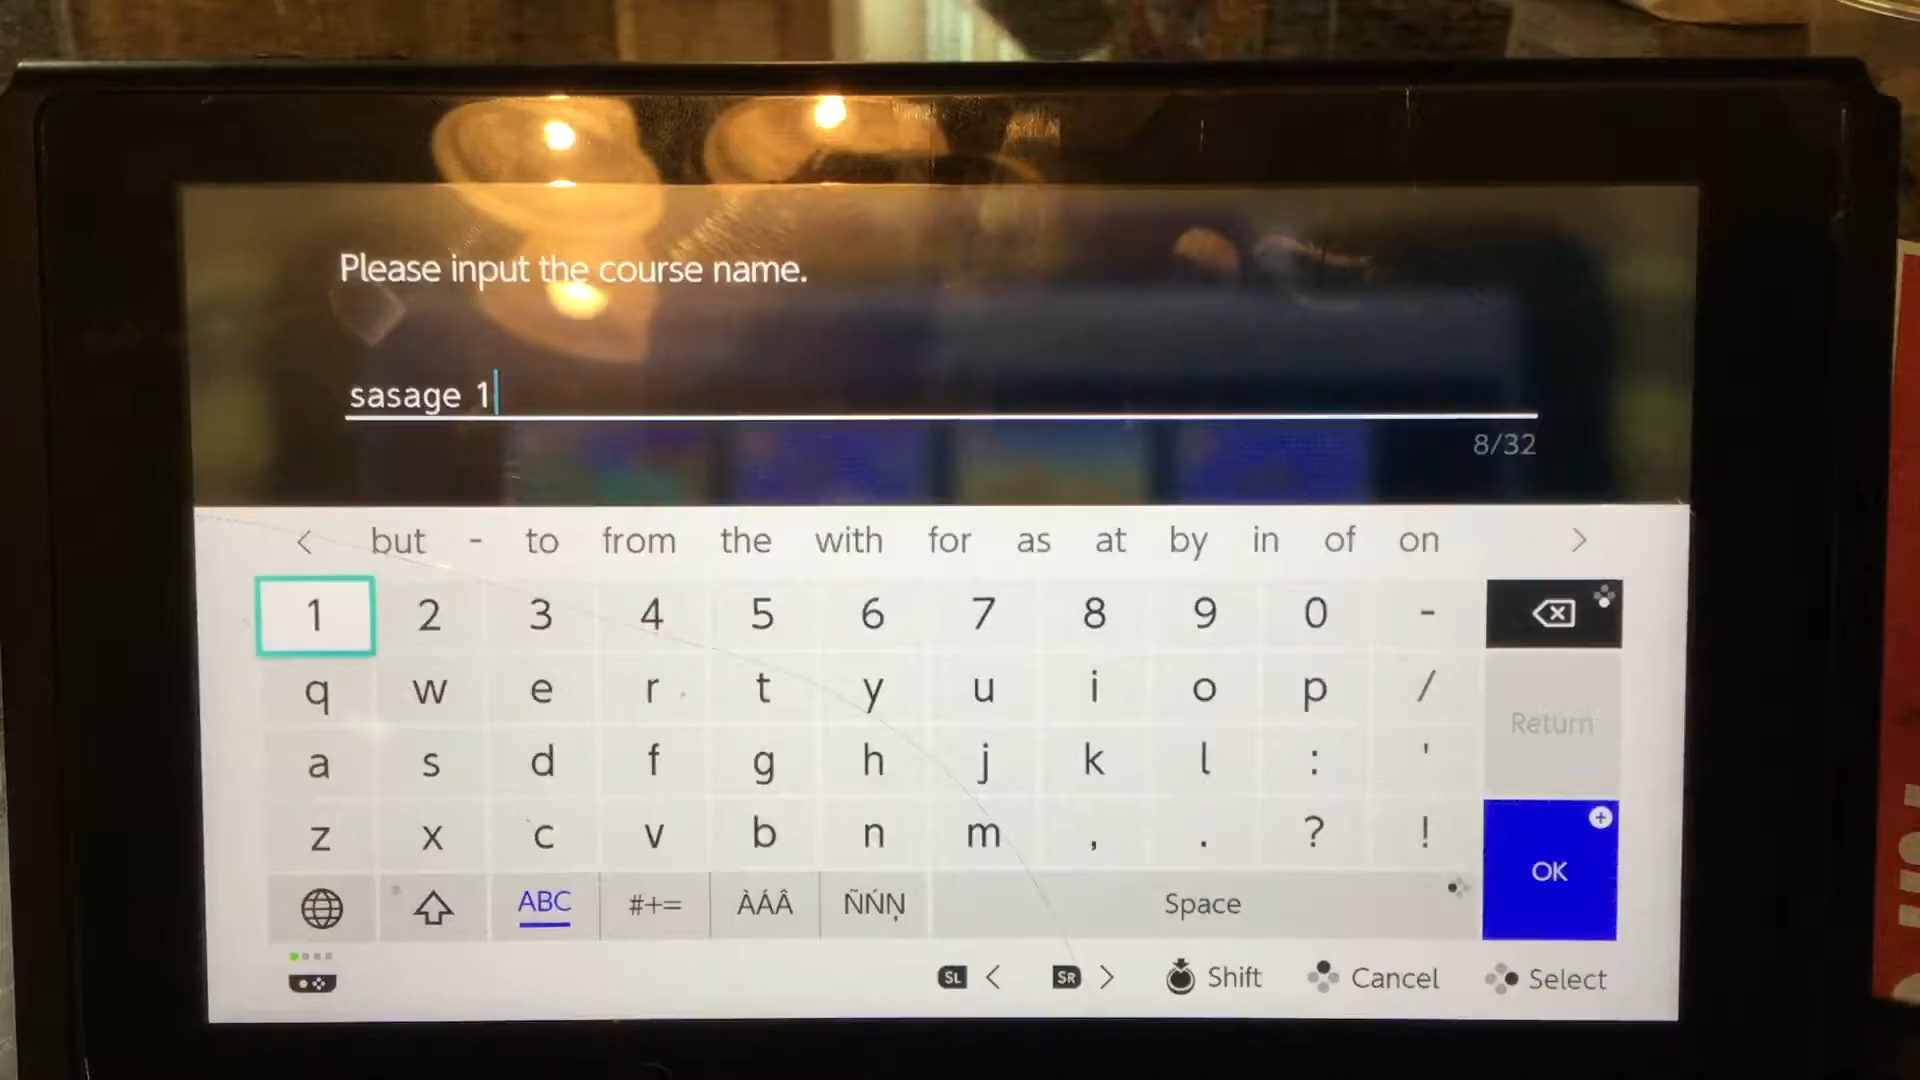 Please input the course name.
sasage 1
8/32
< but - to from the with for as at by in of on >
1 2 3 4 5 6 7 8 9 0 -
q w e r t y u i o p /
Return
a s d f g h j k l : '
z x c v b n m , . ? !
OK
ABC #+= ÀÁÂ ÑŃŅ Space
SL < SR > Shift Cancel Select